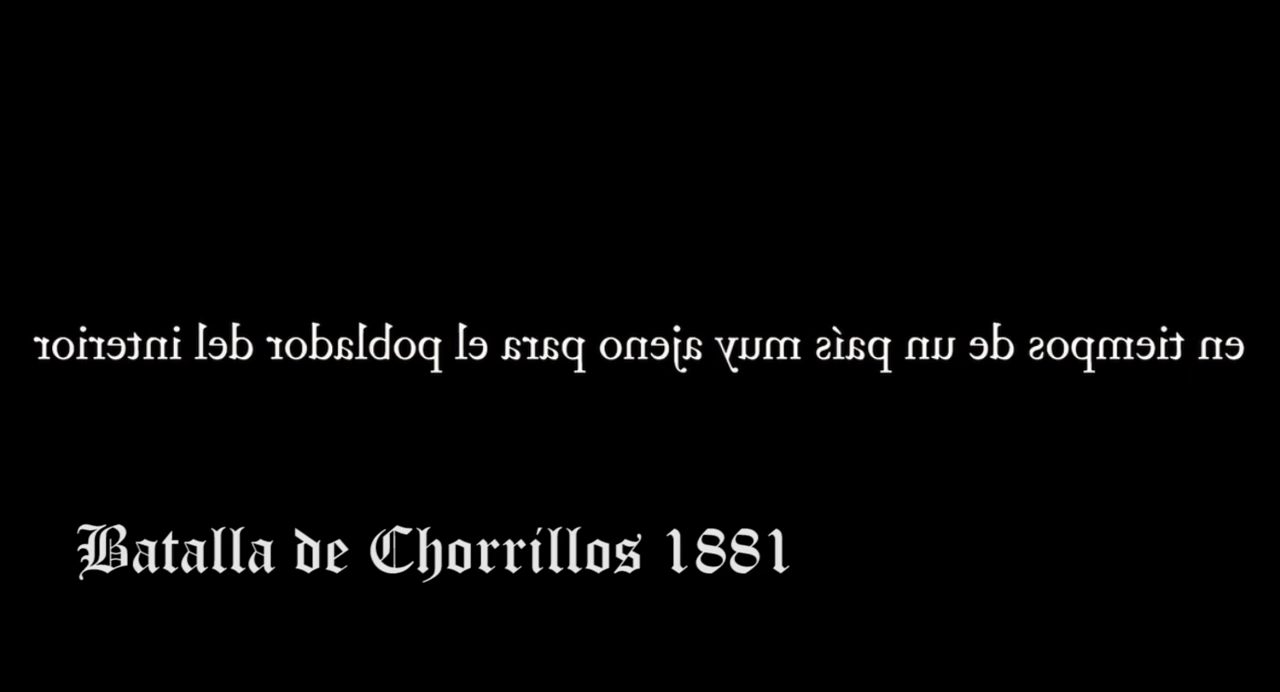 en tiempos de un país muy ajeno para el poblador del interior
Batalla de Chorrillos 1881